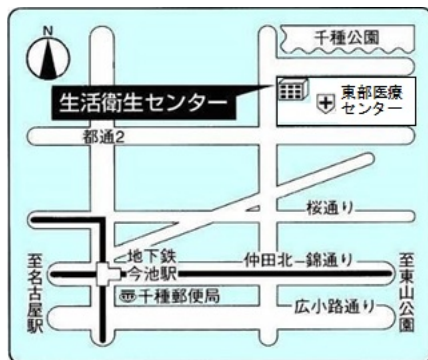 N
千種公園
生活衛生センター
東部医療
センター
都通2
桜通り
地下鉄
今池駅
仲田北
錦通り
千種郵便局
広小路通り
至名古屋駅
至東山公園